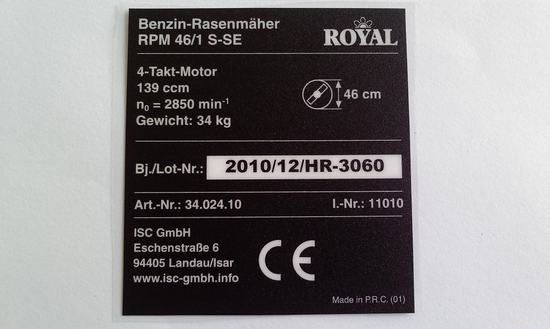 Benzin-Rasenmäher
RPM 46/1 S-SE
ROYAL
4-Takt-Motor
139 ccm
n₀ = 2850 min⁻¹
Gewicht: 34 kg
46 cm
Bj./Lot-Nr.: 2010/12/HR-3060
Art.-Nr.: 34.024.10 I.-Nr.: 11010
ISC GmbH
Eschenstraße 6
94405 Landau/Isar
www.isc-gmbh.info
CE
Made in P.R.C. (01)